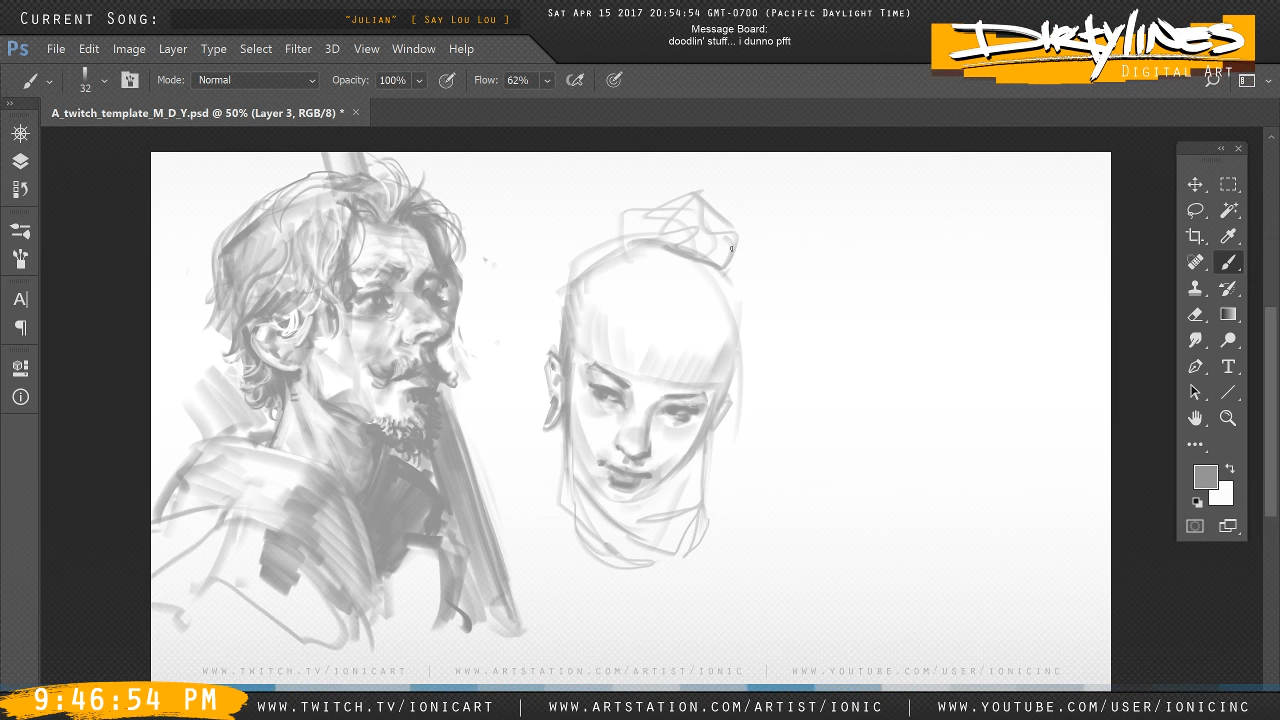 Current Song:
"Julian" [ Say Lou Lou ]
Sat Apr 15 2017 20:54:54 GMT-0700 (Pacific Daylight Time)
Message Board:
doodlin' stuff... i dunno pfft
Dirtylines
Digital Art
Ps File Edit Image Layer Type Select Filter 3D View Window Help
32 Mode: Normal Opacity: 100% Flow: 62%
A_twitch_template_M_D_Y.psd @ 50% (Layer 3, RGB/8) *
www.twitch.tv/ionicart | www.artstation.com/artist/ionic | www.youtube.com/user/ionicinc
9:46:54 PM
www.twitch.tv/ionicart | www.artstation.com/artist/ionic | www.youtube.com/user/ionicinc